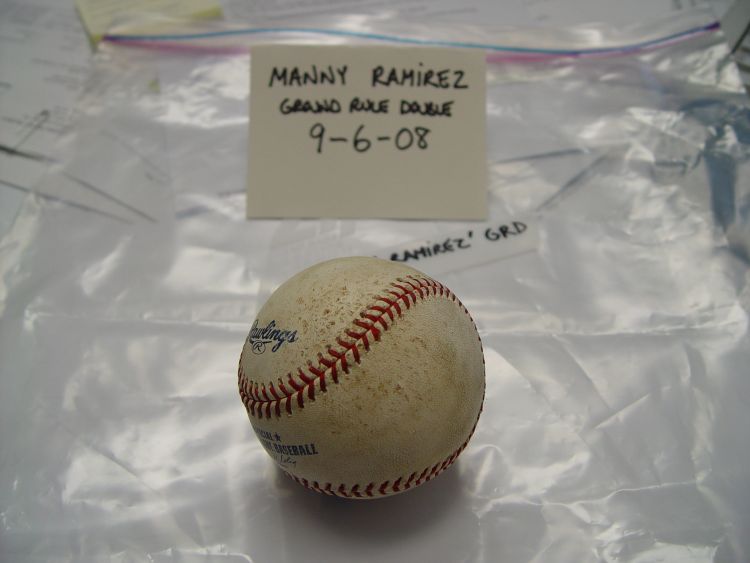 MANNY RAMIREZ
GRAND RULE DOUBLE
9-6-08
RAMIREZ' GRD
Rawlings
R
BASEBALL